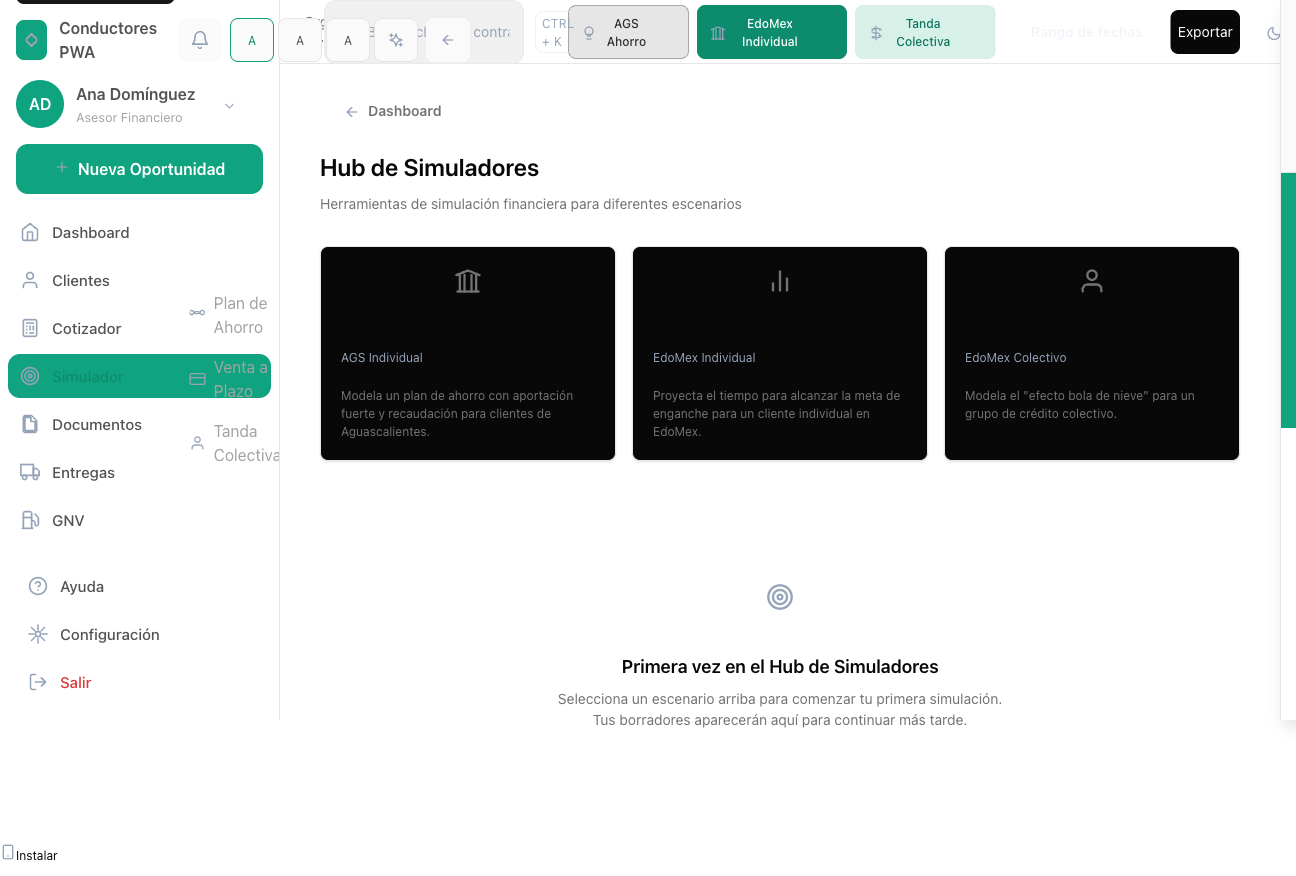 Conductores
PWA
A
A
A
contra
CTRL
+ K
AGS
Ahorro
EdoMex
Individual
Tanda
Colectiva
Rango de fechas
Exportar
AD
Ana Domínguez
Asesor Financiero
+ Nueva Oportunidad
Dashboard
Clientes
Cotizador
Simulador
Plan de
Ahorro
Venta a
Plazo
Tanda
Colectiva
Documentos
Entregas
GNV
Ayuda
Configuración
Salir
Dashboard
Hub de Simuladores
Herramientas de simulación financiera para diferentes escenarios
AGS Individual
Modela un plan de ahorro con aportación
fuerte y recaudación para clientes de
Aguascalientes.
EdoMex Individual
Proyecta el tiempo para alcanzar la meta de
enganche para un cliente individual en
EdoMex.
EdoMex Colectivo
Modela el "efecto bola de nieve" para un
grupo de crédito colectivo.
Primera vez en el Hub de Simuladores
Selecciona un escenario arriba para comenzar tu primera simulación.
Tus borradores aparecerán aquí para continuar más tarde.
Instalar